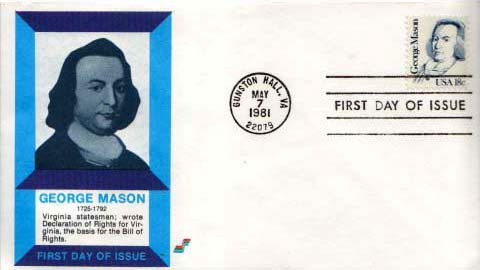 George Mason
USA 18c
GUNSTON HALL, VA
MAY
7
1981
22079
FIRST DAY OF ISSUE
GEORGE MASON
1725-1792
Virginia statesman; wrote
Declaration of Rights for Vir-
ginia, the basis for the Bill of
Rights.
FIRST DAY OF ISSUE